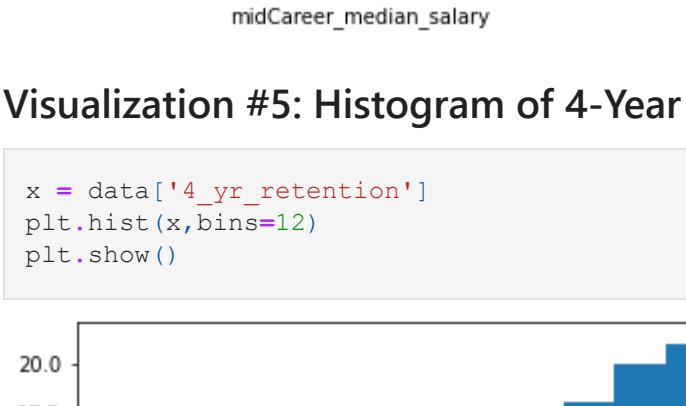 midCareer_median_salary
Visualization #5: Histogram of 4-Year
x = data['4_yr_retention']
plt.hist(x,bins=12)
plt.show()
20.0